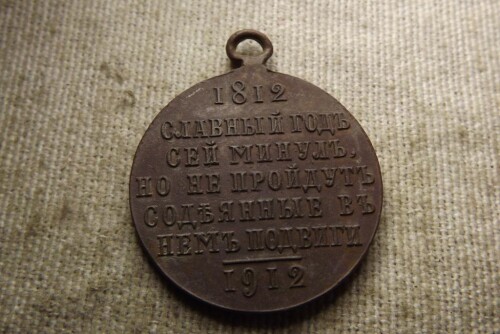 1812
СЛАВНЫЙ ГОДЪ
СЕЙ МИНУЛЪ,
НО НЕ ПРОЙДУТЪ
СОДѢЯННЫЕ ВЪ
НЕМЪ ПОДВИГИ
1912